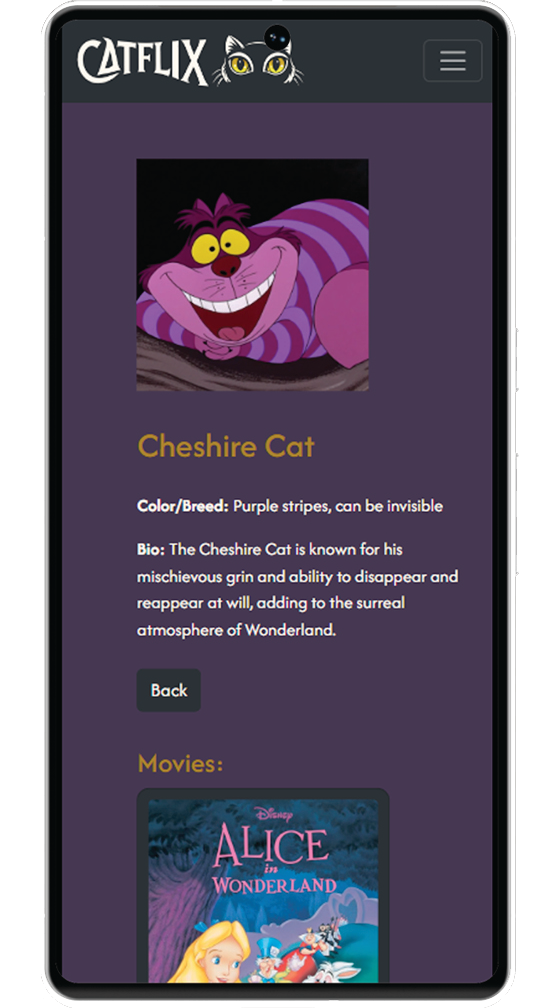 CATFLIX
Cheshire Cat
Color/Breed: Purple stripes, can be invisible
Bio: The Cheshire Cat is known for his
mischievous grin and ability to disappear and
reappear at will, adding to the surreal
atmosphere of Wonderland.
Back
Movies:
Disney
ALICE
in
WONDERLAND